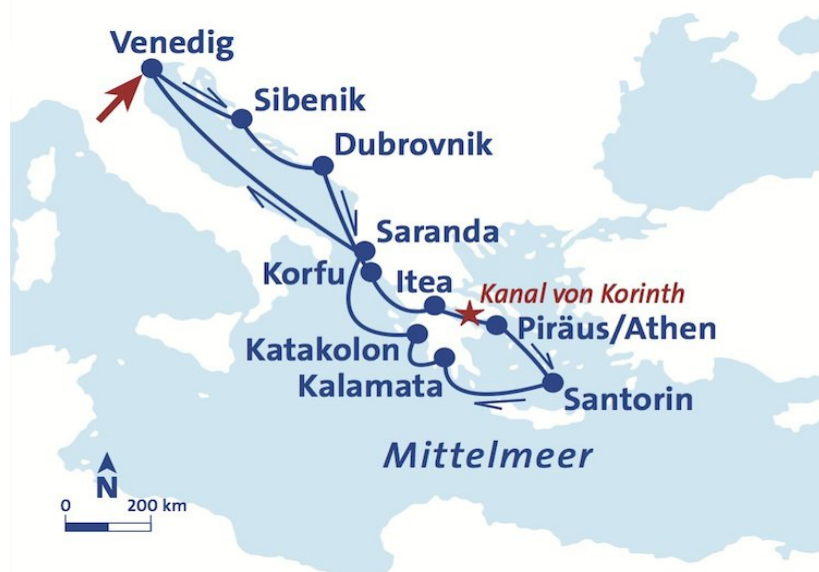 Venedig
Sibenik
Dubrovnik
Saranda
Korfu
Itea
Kanal von Korinth
Piräus/Athen
Katakolon
Kalamata
Santorin
Mittelmeer
N
0 200 km